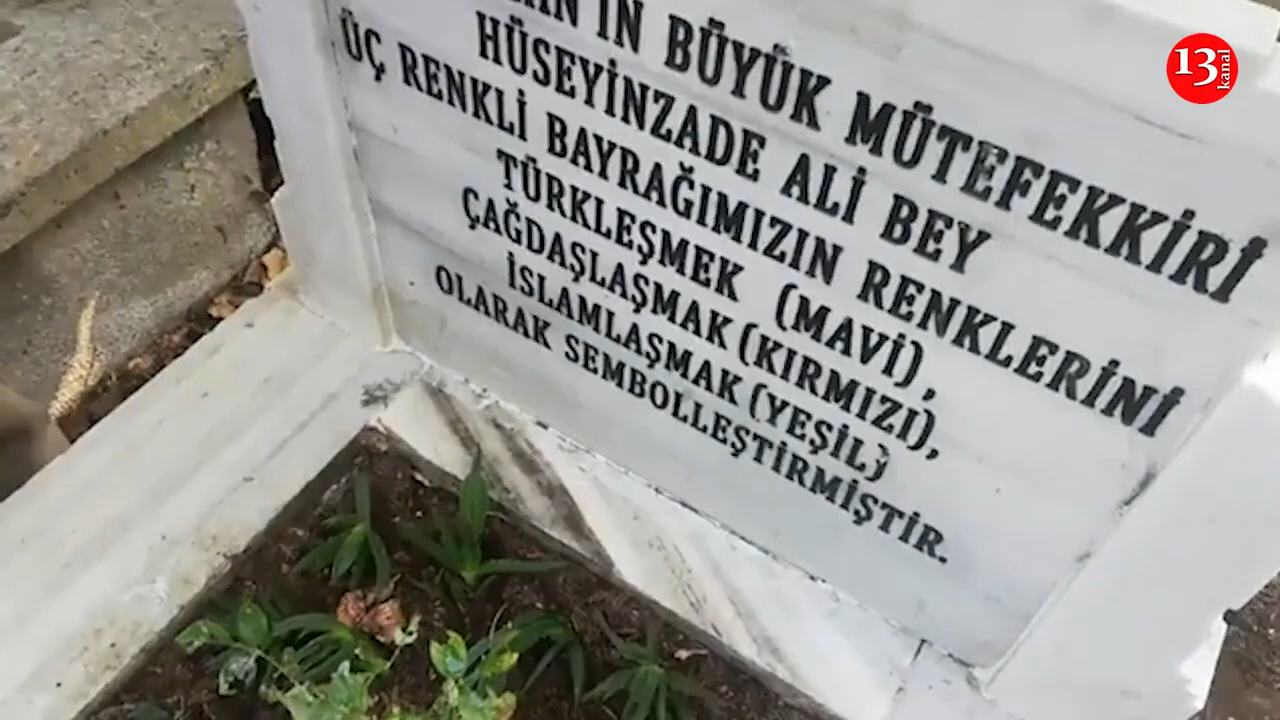 IN BÜYÜK MÜTEFEKKİRİ
HÜSEYİNZADE ALİ BEY
ÜÇ RENKLİ BAYRAĞIMIZIN RENKLERİNİ
TÜRKLEŞMEK (MAVİ),
ÇAĞDAŞLAŞMAK (KIRMIZI),
İSLAMLAŞMAK (YEŞİL)
OLARAK SEMBOLLEŞTİRMİŞTİR.
13 kanal